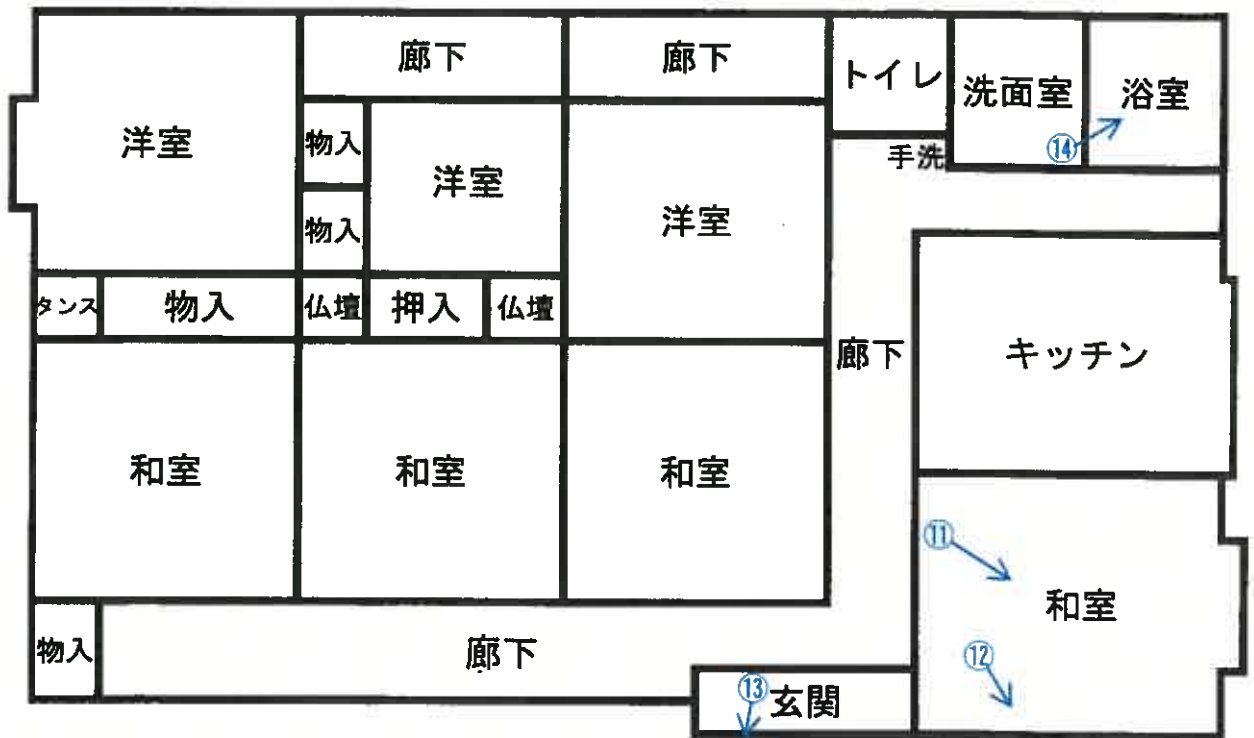 廊下
廊下
トイレ
洗面室
浴室
洋室
物入
洋室
手洗
⑭
物入
洋室
タンス
物入
仏壇
押入
仏壇
廊下
キッチン
和室
和室
和室
⑪
和室
物入
廊下
⑫
⑬
玄関